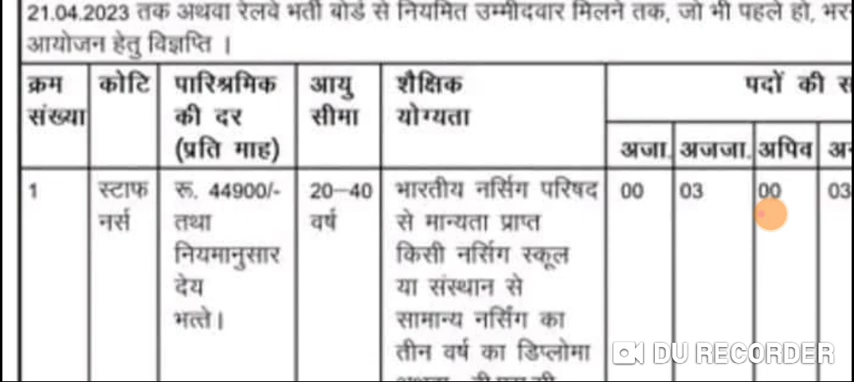 21.04.2023 तक अथवा रेलवे भर्ती बोर्ड से नियमित उम्मीदवार मिलने तक, जो भी पहले हो,
आयोजन हेतु विज्ञप्ति ।
क्रम संख्या
कोटि
पारिश्रमिक की दर (प्रति माह)
आयु सीमा
शैक्षिक योग्यता
पदों की
अजा.
अजजा.
अपिव
1
स्टाफ नर्स
रू. 44900/- तथा नियमानुसार देय भत्ते।
20–40 वर्ष
भारतीय नर्सिंग परिषद
से मान्यता प्राप्त
किसी नर्सिंग स्कूल
या संस्थान से
सामान्य नर्सिंग का
तीन वर्ष का डिप्लोमा
00
03
00
03
DU RECORDER